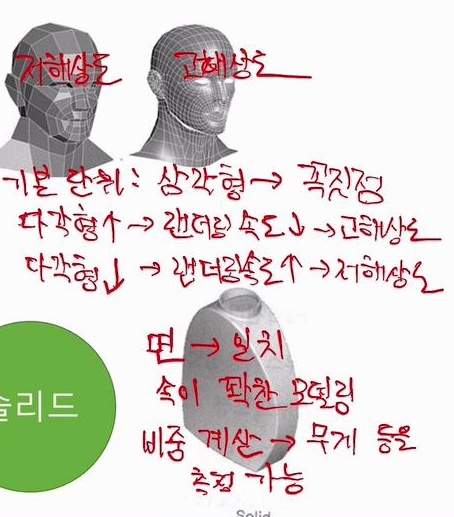 저해상도 고해상도
기본 단위: 삼각형 → 꼭짓점
다각형↑ → 랜더링 속도↓ → 고해상도
다각형↓ → 랜더링속도↑ → 저해상도
면 → 일치
솔리드
속이 꽉찬 모델링
비중 계산 → 무게 등을
측정 가능
Solid